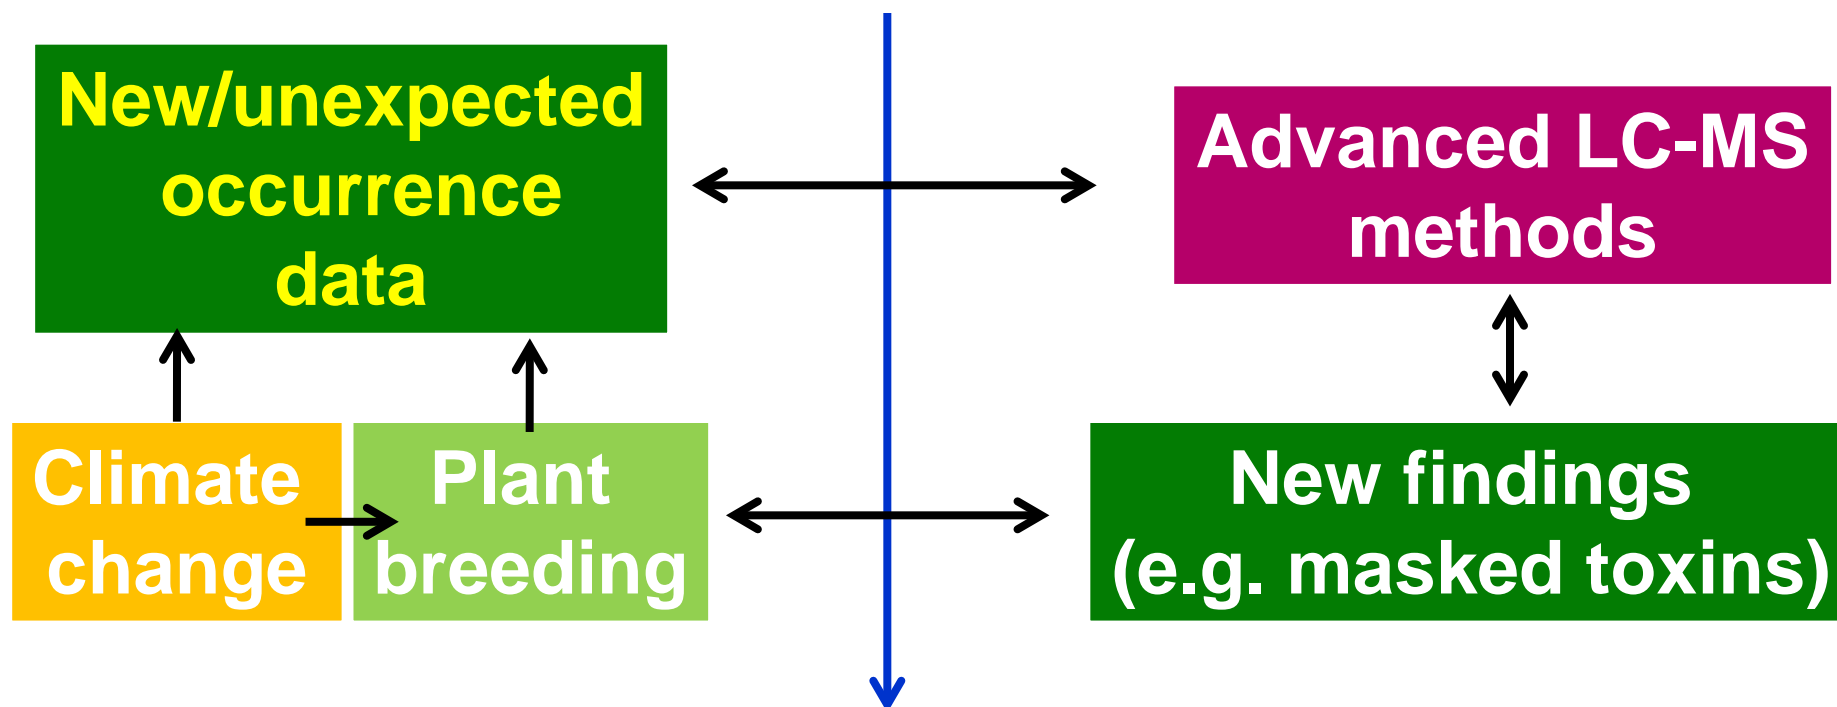 New/unexpected
occurrence
data
Advanced LC-MS
methods
Climate
change
Plant
breeding
New findings
(e.g. masked toxins)